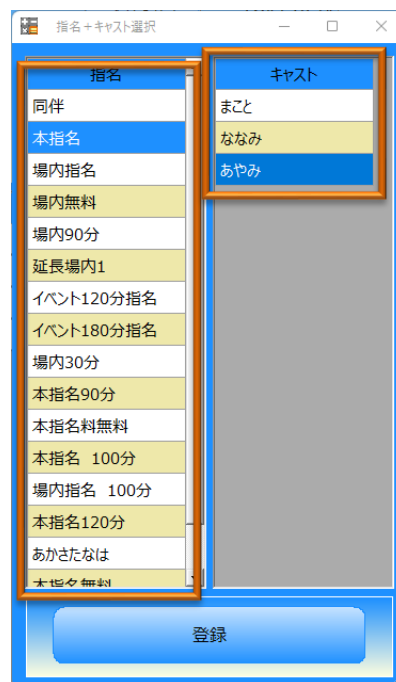 指名+キャスト選択
指名
同伴
本指名
場内指名
場内無料
場内90分
延長場内1
イベント120分指名
イベント180分指名
場内30分
本指名90分
本指名料無料
本指名 100分
場内指名 100分
本指名120分
あかさたなは
本指名無料
キャスト
まこと
ななみ
あやみ
登録